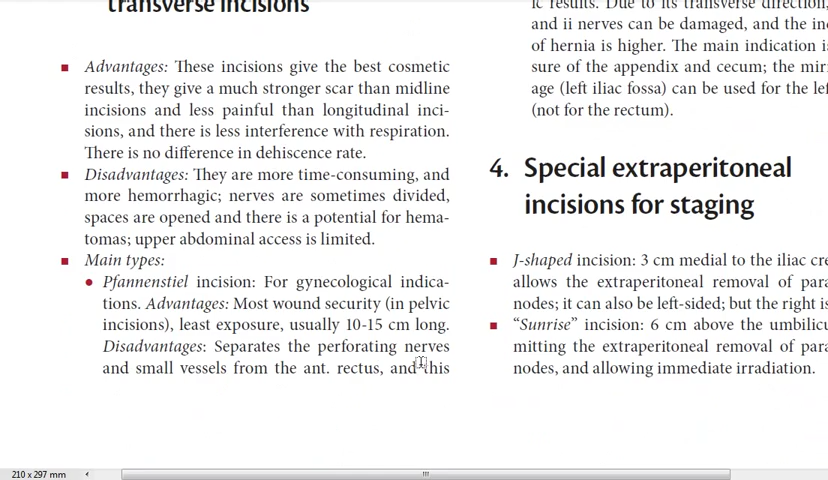 transverse incisions
Advantages: These incisions give the best cosmetic
results, they give a much stronger scar than midline
incisions and less painful than longitudinal inci-
sions, and there is less interference with respiration.
There is no difference in dehiscence rate.
Disadvantages: They are more time-consuming, and
more hemorrhagic; nerves are sometimes divided,
spaces are opened and there is a potential for hema-
tomas; upper abdominal access is limited.
Main types:
Pfannenstiel incision: For gynecological indica-
tions. Advantages: Most wound security (in pelvic
incisions), least exposure, usually 10-15 cm long.
Disadvantages: Separates the perforating nerves
and small vessels from the ant. rectus, and this
ic results. Due to its transverse direction,
and ii nerves can be damaged, and the in
of hernia is higher. The main indication i
sure of the appendix and cecum; the mir
age (left iliac fossa) can be used for the le
(not for the rectum).
4. Special extraperitoneal
incisions for staging
J-shaped incision: 3 cm medial to the iliac cre
allows the extraperitoneal removal of para
nodes; it can also be left-sided; but the right is
"Sunrise" incision: 6 cm above the umbilicu
mitting the extraperitoneal removal of para
nodes, and allowing immediate irradiation.
210 x 297 mm